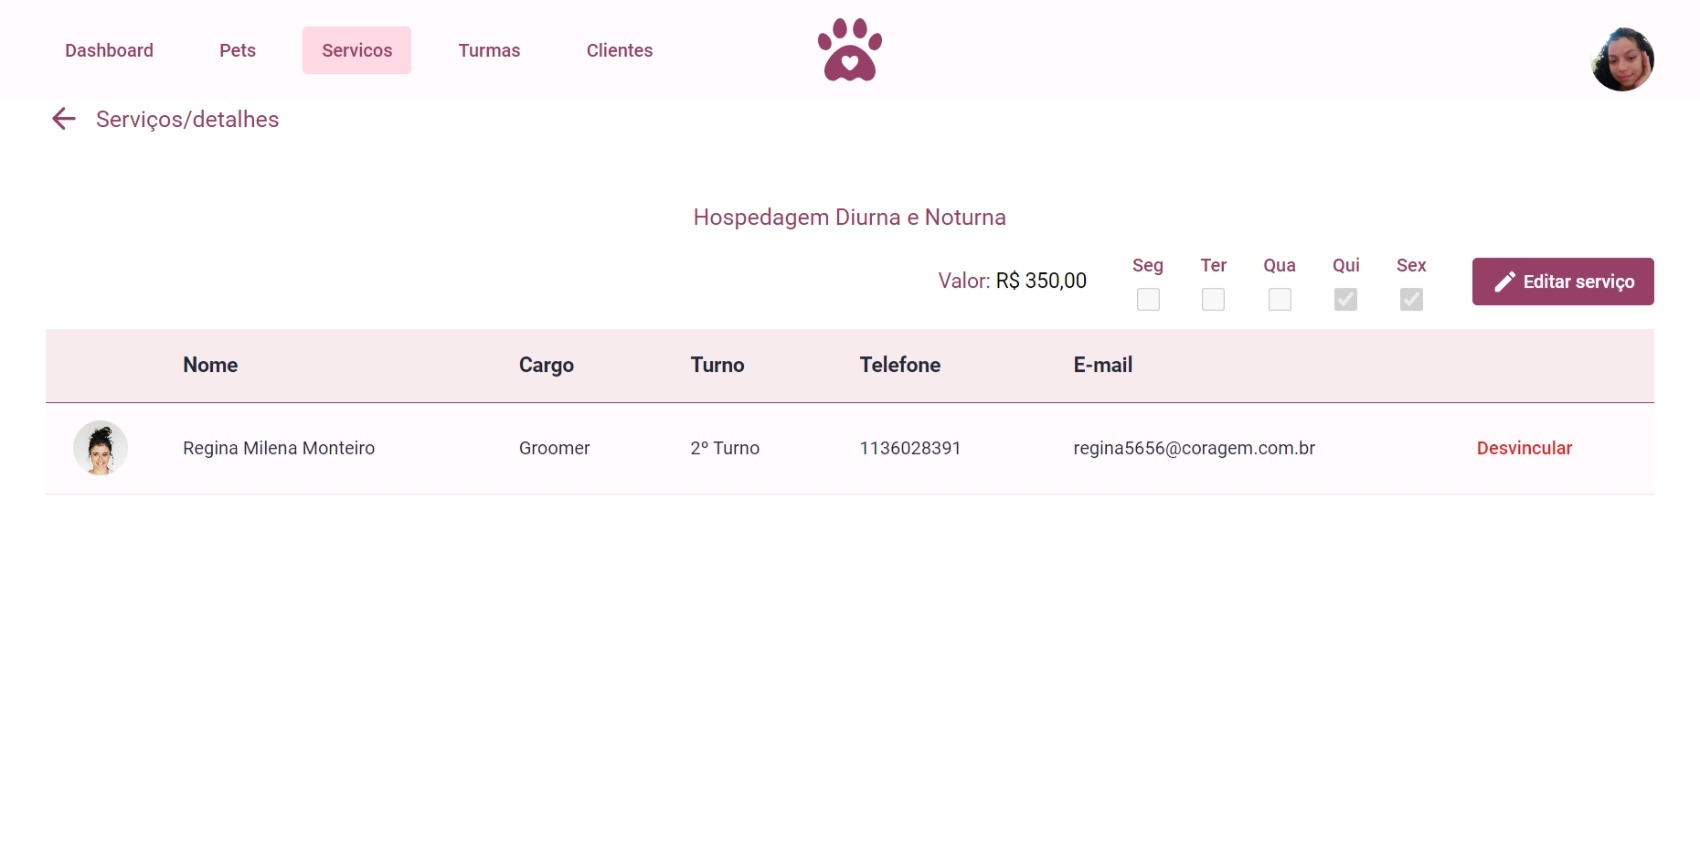 Dashboard Pets Servicos Turmas Clientes
Serviços/detalhes
Hospedagem Diurna e Noturna
Valor: R$ 350,00 Seg Ter Qua Qui Sex Editar serviço
Nome Cargo Turno Telefone E-mail
Regina Milena Monteiro Groomer 2º Turno 1136028391 regina5656@coragem.com.br Desvincular